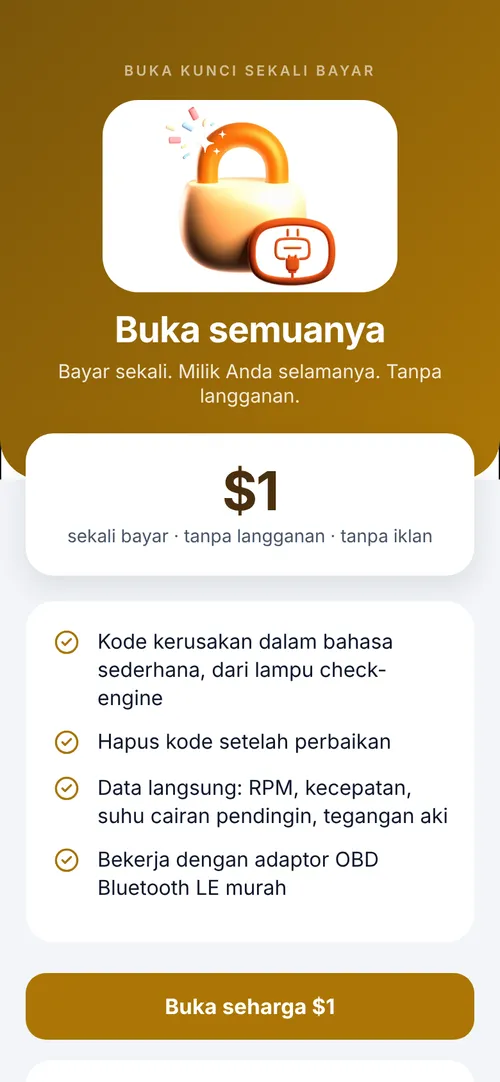 BUKA KUNCI SEKALI BAYAR
Buka semuanya
Bayar sekali. Milik Anda selamanya. Tanpa
langganan.
$1
sekali bayar · tanpa langganan · tanpa iklan
Kode kerusakan dalam bahasa
sederhana, dari lampu check-
engine
Hapus kode setelah perbaikan
Data langsung: RPM, kecepatan,
suhu cairan pendingin, tegangan aki
Bekerja dengan adaptor OBD
Bluetooth LE murah
Buka seharga $1